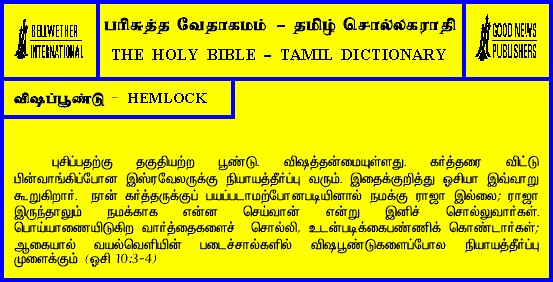 BELLWETHER
INTERNATIONAL
பரிசுத்த வேதாகமம் – தமிழ் சொல்லகராதி
THE HOLY BIBLE – TAMIL DICTIONARY
GOOD NEWS
PUBLISHERS
விஷப்பூண்டு – HEMLOCK
புசிப்பதற்கு தகுதியற்ற பூண்டு. விஷத்தன்மையுள்ளது. கர்த்தரை விட்டு
பின்வாங்கிப்போன இஸ்ரவேலருக்கு நியாயத்தீர்ப்பு வரும். இதைக்குறித்து ஓசியா இவ்வாறு
கூறுகிறார். நான் கர்த்தருக்குப் பயப்படாமற்போனபடியினால் நமக்கு ராஜா இல்லை; ராஜா
இருந்தாலும் நமக்காக என்ன செய்வான் என்று இனிச் சொல்லுவார்கள்.
பொய்யாணையிடுகிற வார்த்தைகளைச் சொல்லி, உடன்படிக்கைபண்ணிக் கொண்டார்கள்;
ஆகையால் வயல்வெளியின் படைச்சால்களில் விஷபூண்டுகளைப்போல நியாயத்தீர்ப்பு
முளைக்கும் (ஓசி 10:3-4)